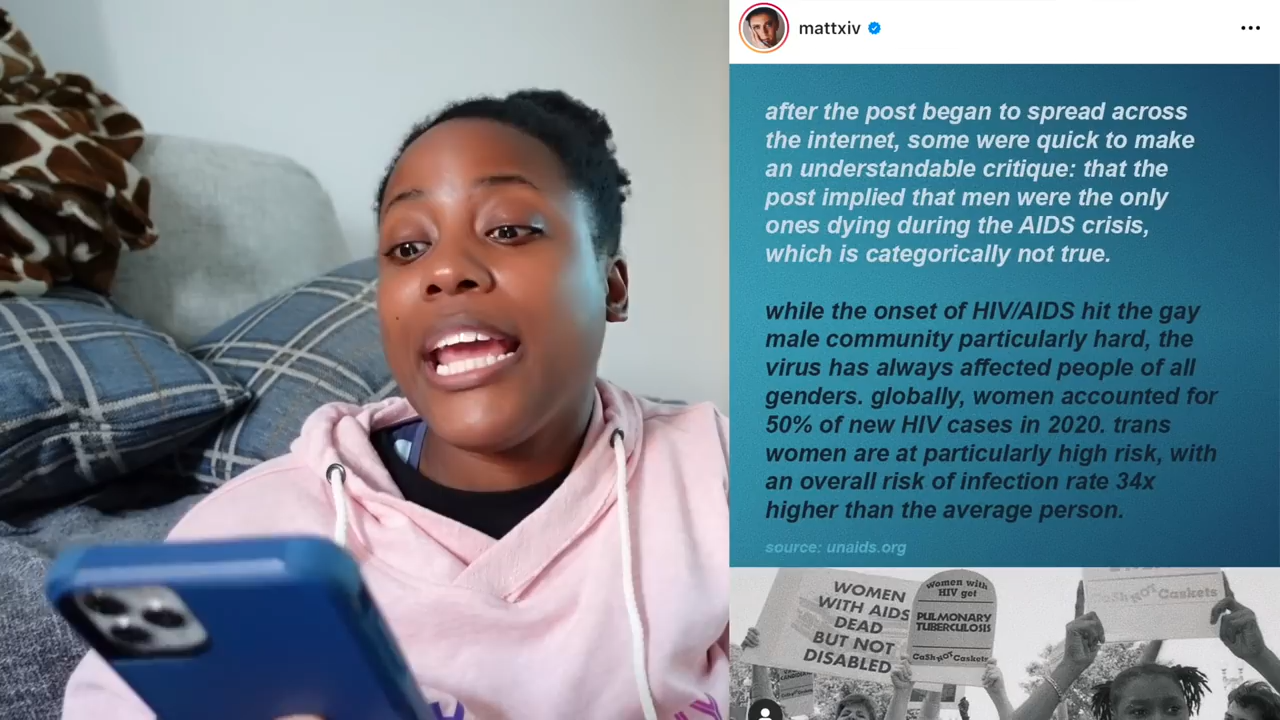 mattxiv
after the post began to spread across
the internet, some were quick to make
an understandable critique: that the
post implied that men were the only
ones dying during the AIDS crisis,
which is categorically not true.
while the onset of HIV/AIDS hit the gay
male community particularly hard, the
virus has always affected people of all
genders. globally, women accounted for
50% of new HIV cases in 2020. trans
women are at particularly high risk, with
an overall risk of infection rate 34x
higher than the average person.
source: unaids.org
WOMEN
WITH AIDS
DEAD
BUT NOT
DISABLED
Women with
HIV get
PULMONARY
TUBERCULOSIS
Cash NOT Caskets
Cash NOT Caskets